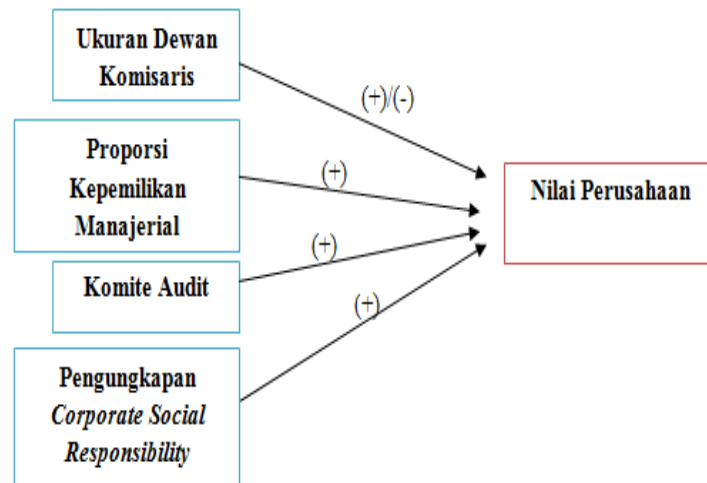 Ukuran Dewan
Komisaris
(+)/(-)
Proporsi
Kepemilikan
Manajerial
(+)
Nilai Perusahaan
Komite Audit
(+)
(+)
Pengungkapan
Corporate Social
Responsibility